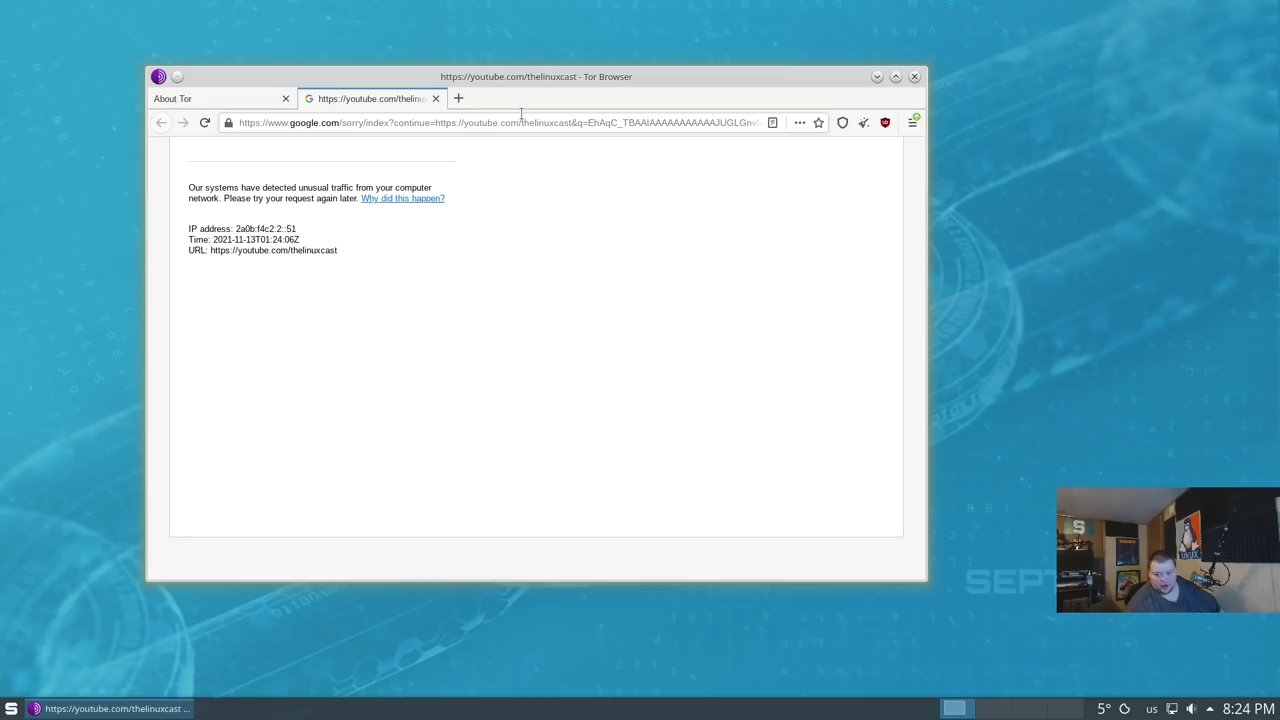 https://youtube.com/thelinuxcast - Tor Browser
About Tor
https://youtube.com/thelinu
https://www.google.com/sorry/index?continue=https://youtube.com/thelinuxcast&q=EhAqC_TBAAIAAAAAAAAAAAJUGLGnv
Our systems have detected unusual traffic from your computer
network. Please try your request again later. Why did this happen?
IP address: 2a0b:f4c2:2::51
Time: 2021-11-13T01:24:06Z
URL: https://youtube.com/thelinuxcast
SEPT
S
https://youtube.com/thelinuxcast ...
5°
us
8:24 PM